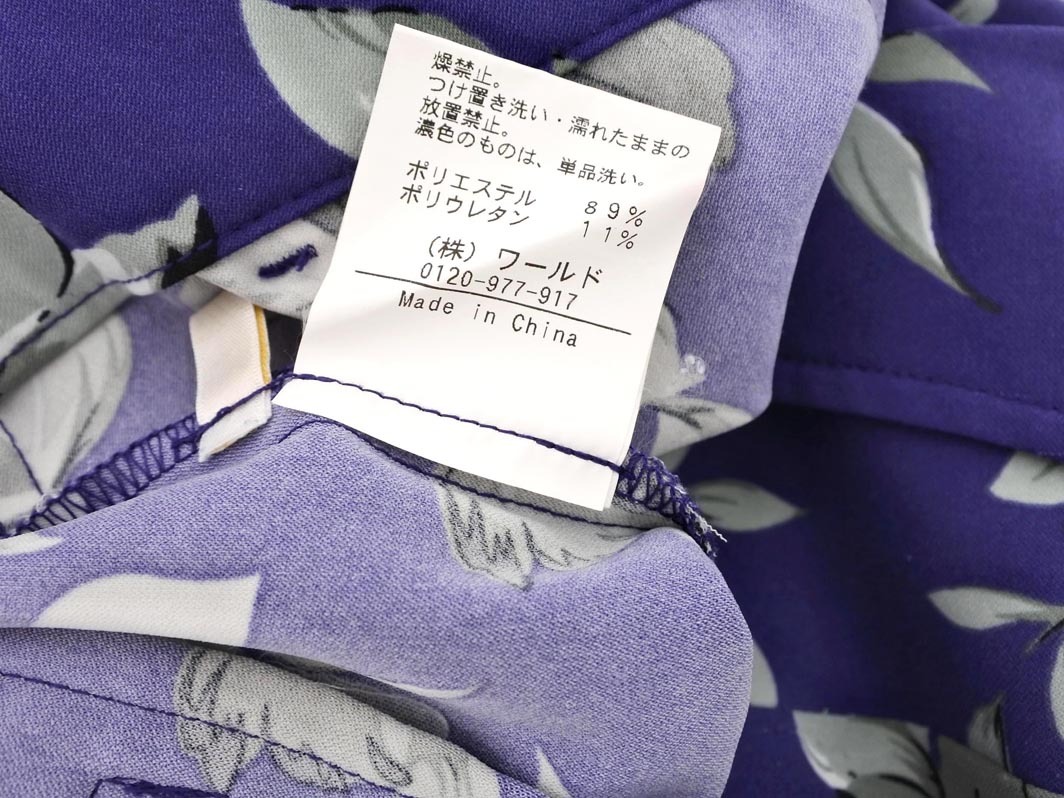 燥禁止。
つけ置き洗い・濡れたままの
放置禁止。
濃色のものは、単品洗い。
ポリエステル 89%
ポリウレタン 11%
(株)ワールド
0120-977-917
Made in China